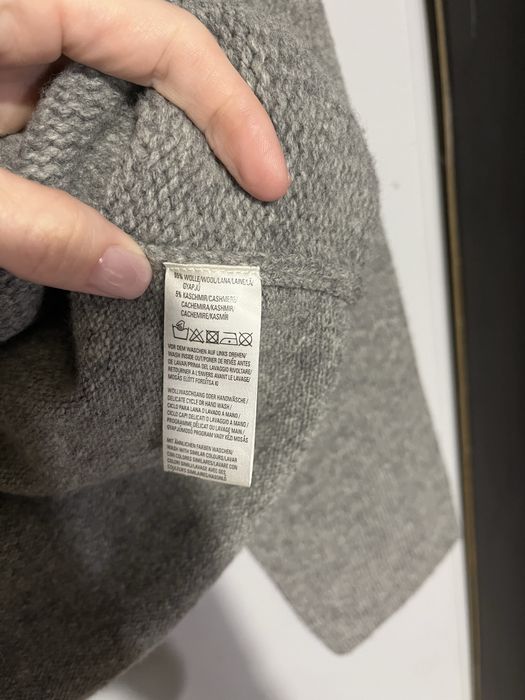 95% WOLLE/WOOL/LANA/LAINE/LÃ/
GYAPJÚ
5% KASCHMIR/CASHMERE/
CACHEMIRA/KASHMIR/
CACHEMIRE/KASMÍR
VOR DEM WASCHEN AUF LINKS DREHEN/
WASH INSIDE OUT/PONER DE REVÉS ANTES
DE LAVAR/PRIMA DEL LAVAGGIO RIVOLTARE/
RETOURNER A L'ENVERS AVANT LE LAVAGE/
MOSÁS ELŐTT FORDÍTSA KI
WOLLWASCHGANG ODER HANDWÄSCHE/
DELICATE CYCLE OR HAND WASH/
CICLO PARA LANA O LAVADO A MANO/
CICLO CAPI DELICATI O LAVAGGIO A MANO/
PROGRAMME DÉLICAT OU LAVAGE MAIN/
GYAPJÚMOSÓ PROGRAM VAGY KÉZI MOSÁS
MIT ÄHNLICHEN FARBEN WASCHEN/
WASH WITH SIMILAR COLOURS/LAVAR
CON COLORES SIMILARES/LAVARE CON
COLORI SIMILI/LAVAGE AVEC DES
COULEURS SIMILAIRES/HASONLÓ